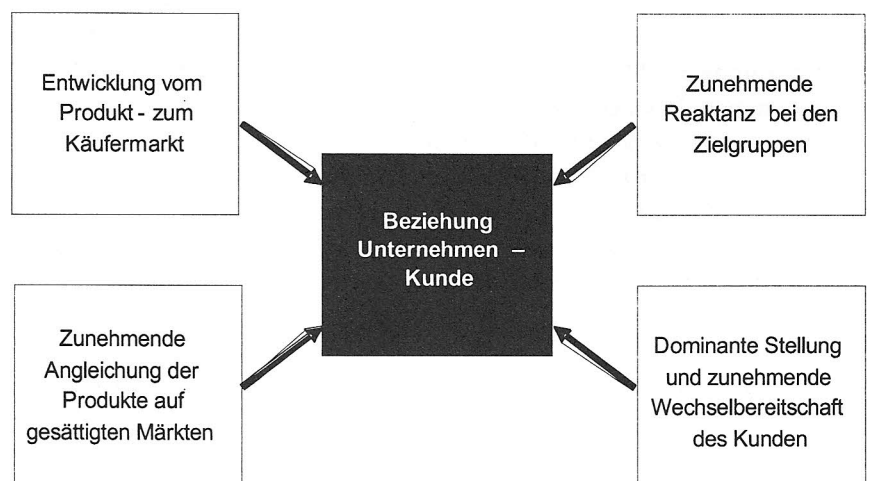 Entwicklung vom
Produkt - zum
Käufermarkt
Zunehmende
Reaktanz bei den
Zielgruppen
Beziehung
Unternehmen –
Kunde
Zunehmende
Angleichung der
Produkte auf
gesättigten Märkten
Dominante Stellung
und zunehmende
Wechselbereitschaft
des Kunden